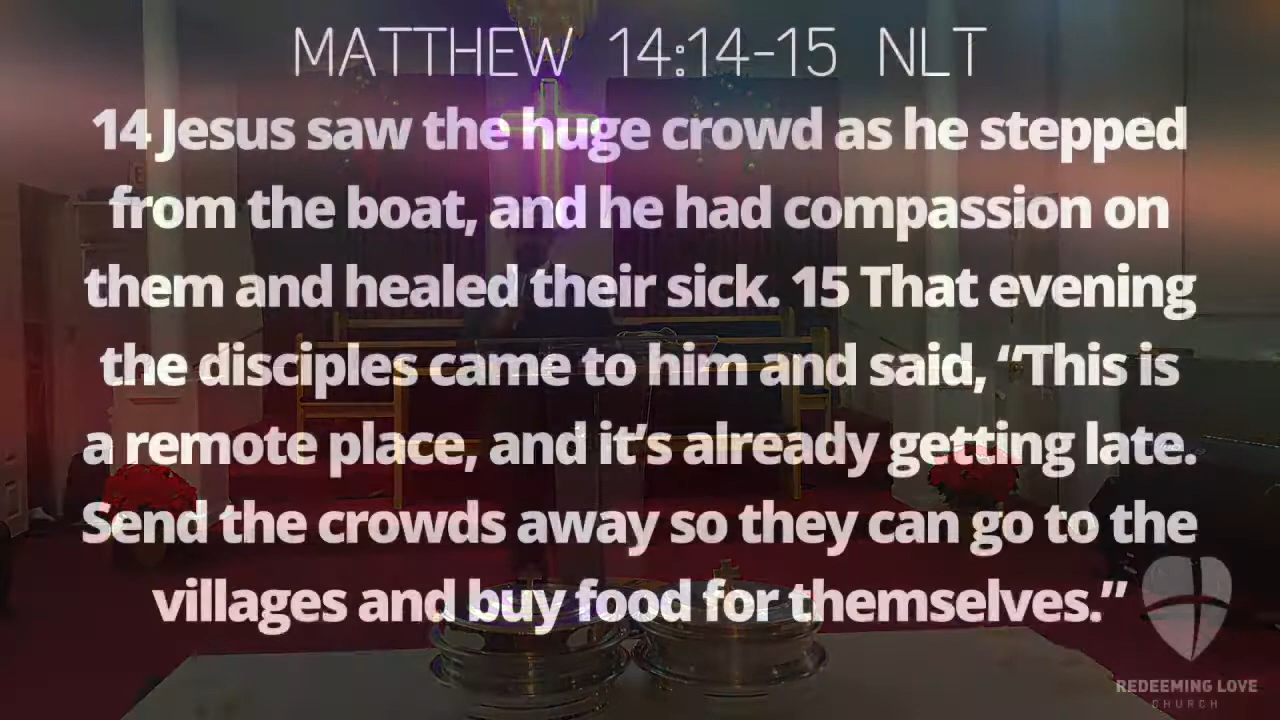 MATTHEW 14:14-15 NLT
14 Jesus saw the huge crowd as he stepped
from the boat, and he had compassion on
them and healed their sick. 15 That evening
the disciples came to him and said, “This is
a remote place, and it’s already getting late.
Send the crowds away so they can go to the
villages and buy food for themselves.”
REDEEMING LOVE
CHURCH